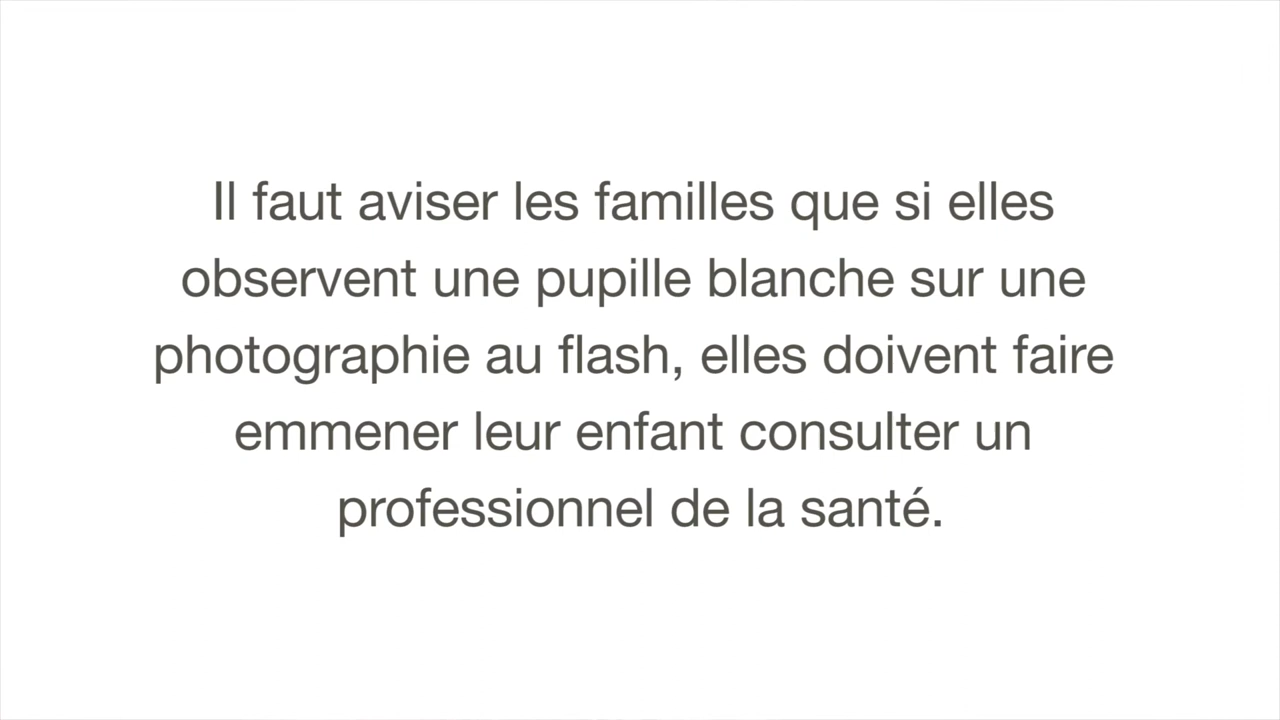 Il faut aviser les familles que si elles
observent une pupille blanche sur une
photographie au flash, elles doivent faire
emmener leur enfant consulter un
professionnel de la santé.